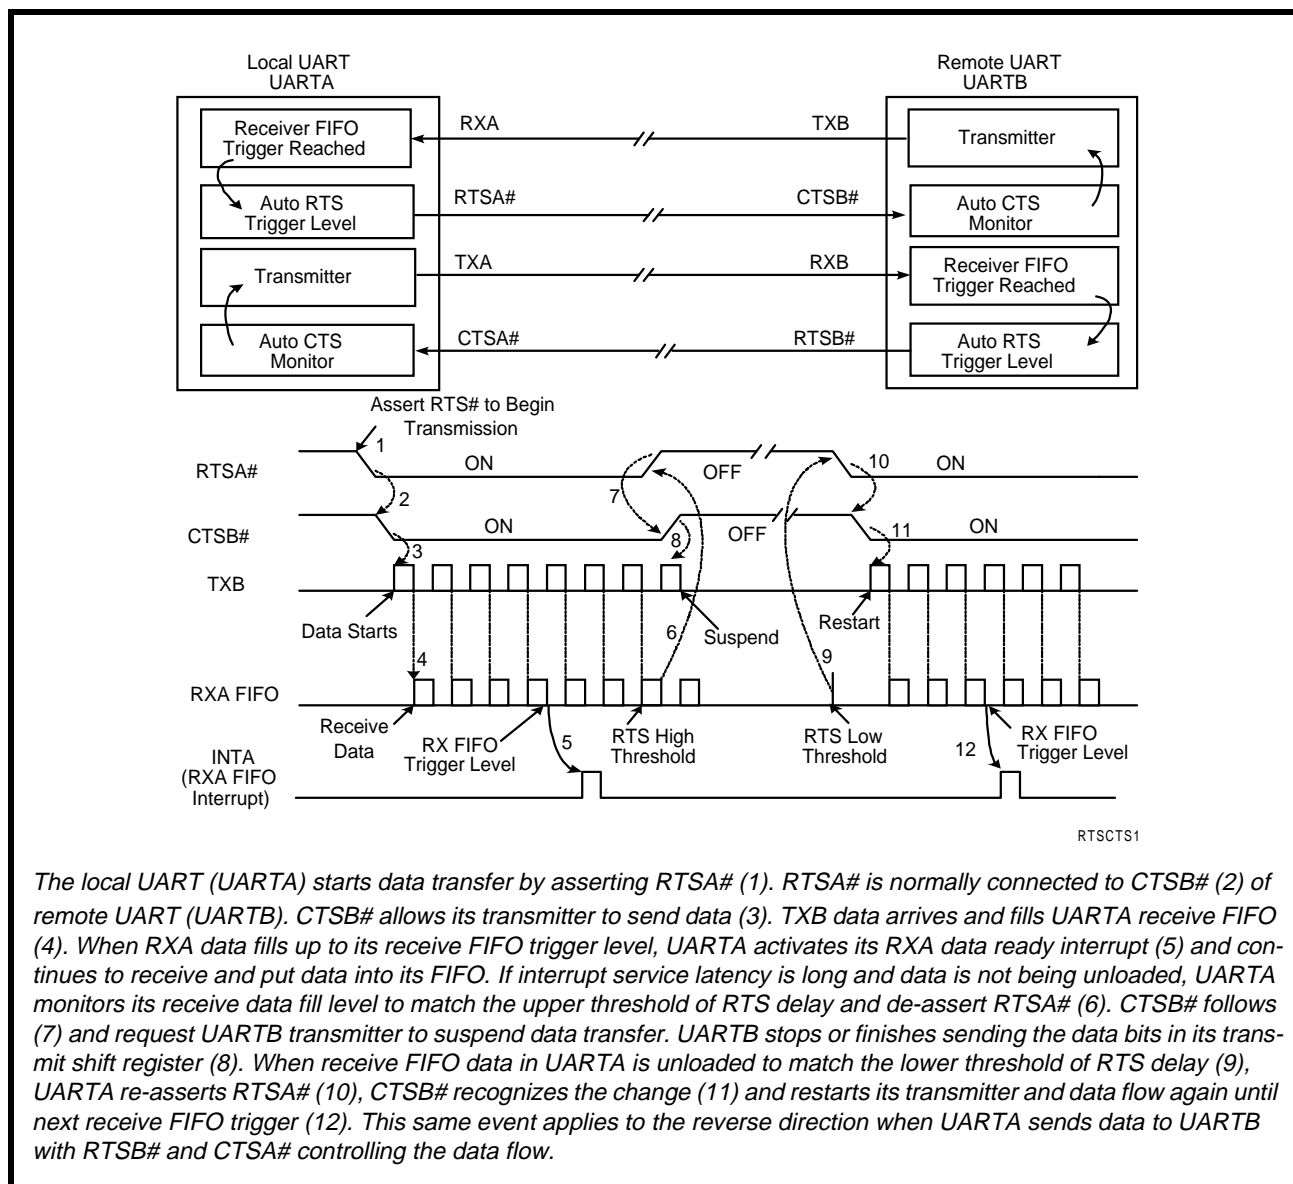 Local UART
UARTA
Remote UART
UARTB
Receiver FIFO
Trigger Reached
RXA
TXB
Transmitter
Auto RTS
Trigger Level
RTSA#
CTSB#
Auto CTS
Monitor
Transmitter
TXA
RXB
Receiver FIFO
Trigger Reached
Auto CTS
Monitor
CTSA#
RTSB#
Auto RTS
Trigger Level
Assert RTS# to Begin
Transmission
1
RTSA#
ON
OFF
10
ON
2
7
CTSB#
ON
8
OFF
11
ON
3
TXB
Data Starts
Suspend
Restart
4
6
9
RXA FIFO
Receive
Data
RX FIFO
Trigger Level
5
RTS High
Threshold
RTS Low
Threshold
12
RX FIFO
Trigger Level
INTA
(RXA FIFO
Interrupt)
RTSCTS1
The local UART (UARTA) starts data transfer by asserting RTSA# (1). RTSA# is normally connected to CTSB# (2) of
remote UART (UARTB). CTSB# allows its transmitter to send data (3). TXB data arrives and fills UARTA receive FIFO
(4). When RXA data fills up to its receive FIFO trigger level, UARTA activates its RXA data ready interrupt (5) and con-
tinues to receive and put data into its FIFO. If interrupt service latency is long and data is not being unloaded, UARTA
monitors its receive data fill level to match the upper threshold of RTS delay and de-assert RTSA# (6). CTSB# follows
(7) and request UARTB transmitter to suspend data transfer. UARTB stops or finishes sending the data bits in its trans-
mit shift register (8). When receive FIFO data in UARTA is unloaded to match the lower threshold of RTS delay (9),
UARTA re-asserts RTSA# (10), CTSB# recognizes the change (11) and restarts its transmitter and data flow again until
next receive FIFO trigger (12). This same event applies to the reverse direction when UARTA sends data to UARTB
with RTSB# and CTSA# controlling the data flow.